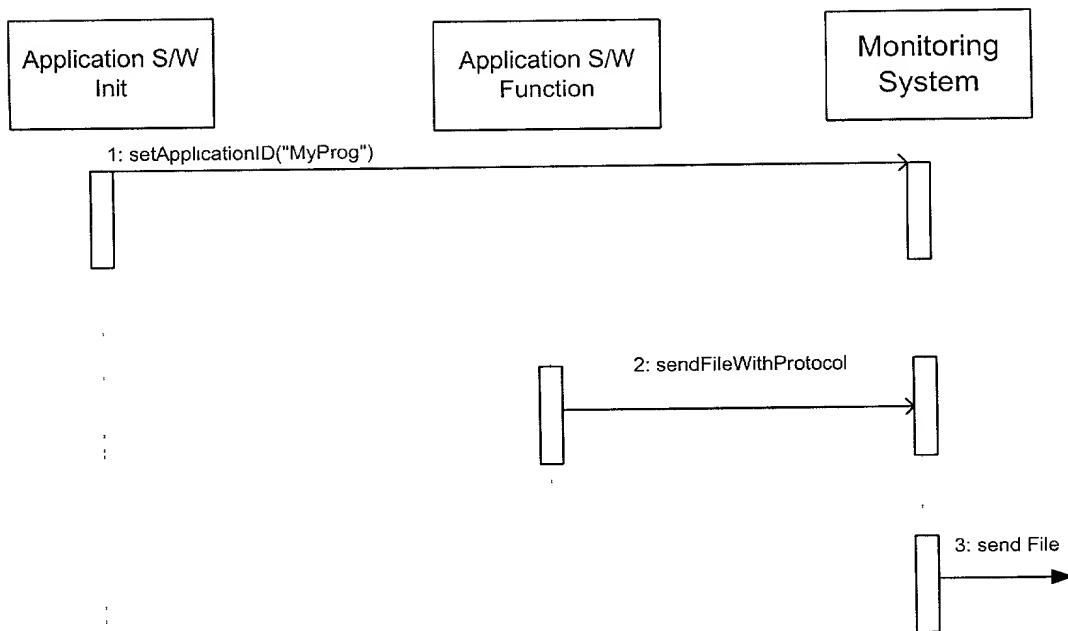 Application S/W
Init
Application S/W
Function
Monitoring
System
1: setApplicationID("MyProg")
2: sendFileWithProtocol
3: send File